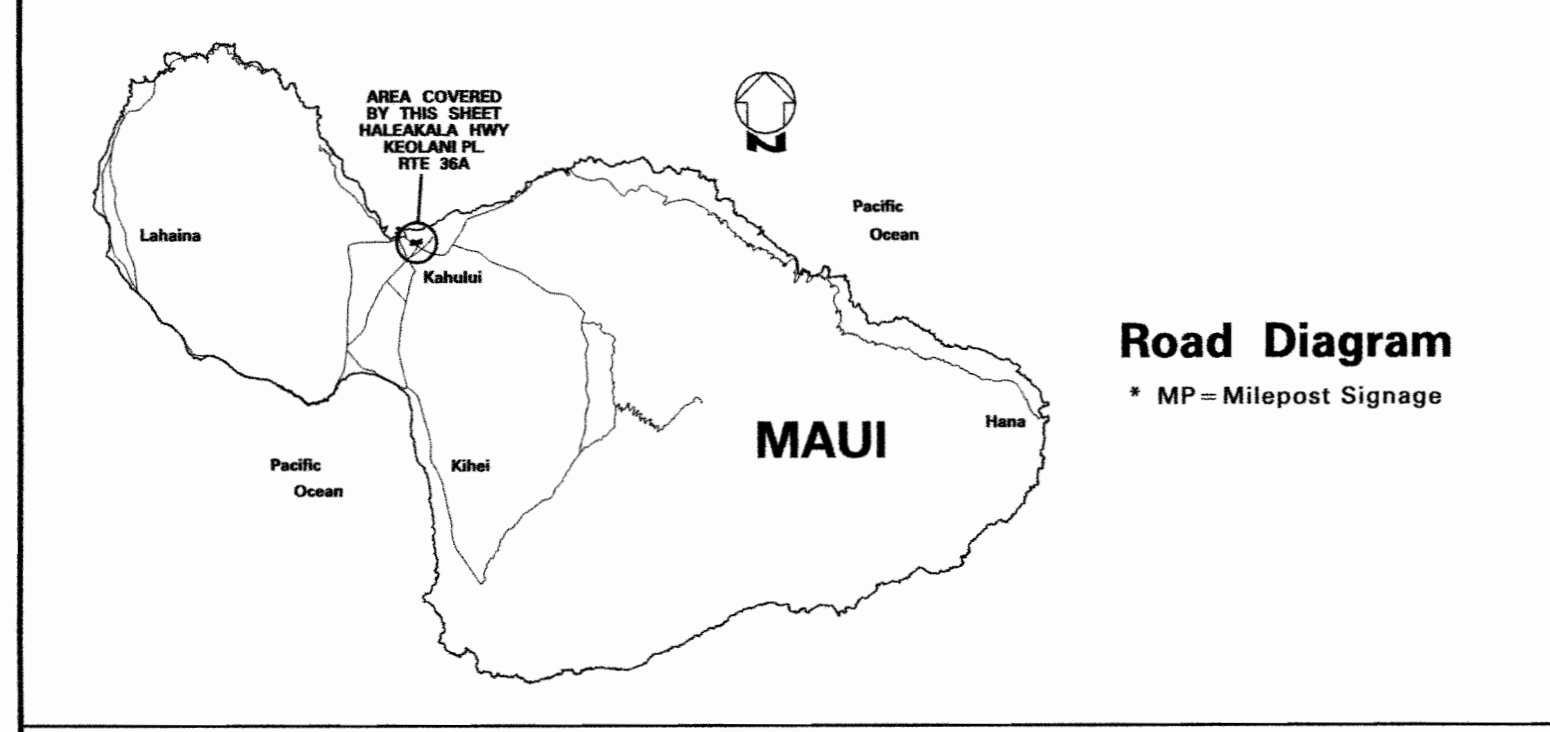 AREA COVERED
BY THIS SHEET
HALEAKALA HWY
KEOLANI PL.
RTE 36A
N
Pacific
Ocean
Lahaina
Kahului
Road Diagram
* MP=Milepost Signage
Hana
MAUI
Pacific
Ocean
Kihei